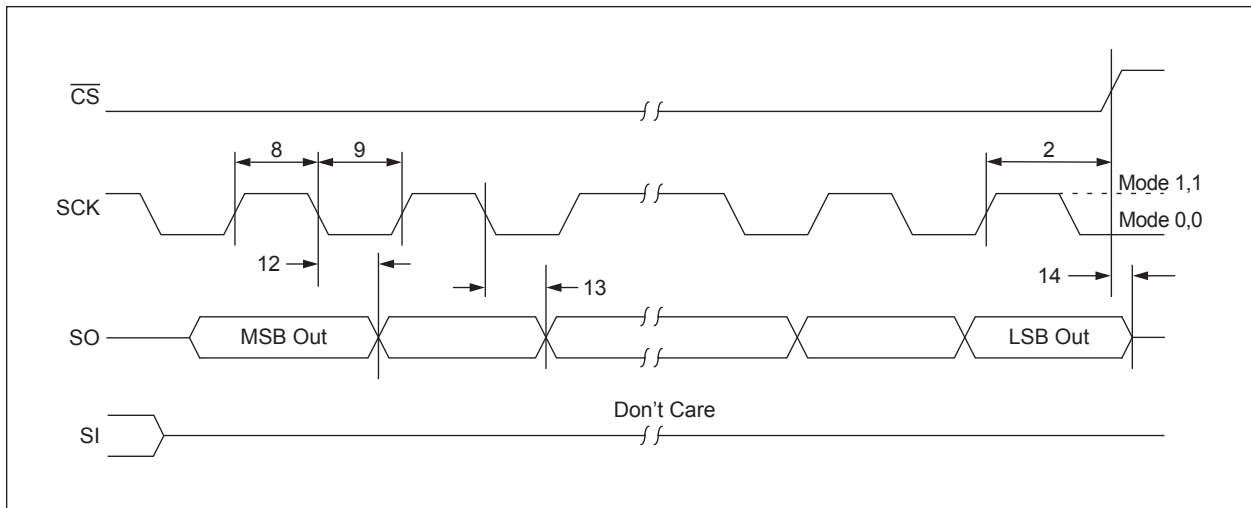 C̅S̅
8 9 2
SCK
Mode 1,1
Mode 0,0
12 13 14
SO MSB Out LSB Out
Don’t Care
SI